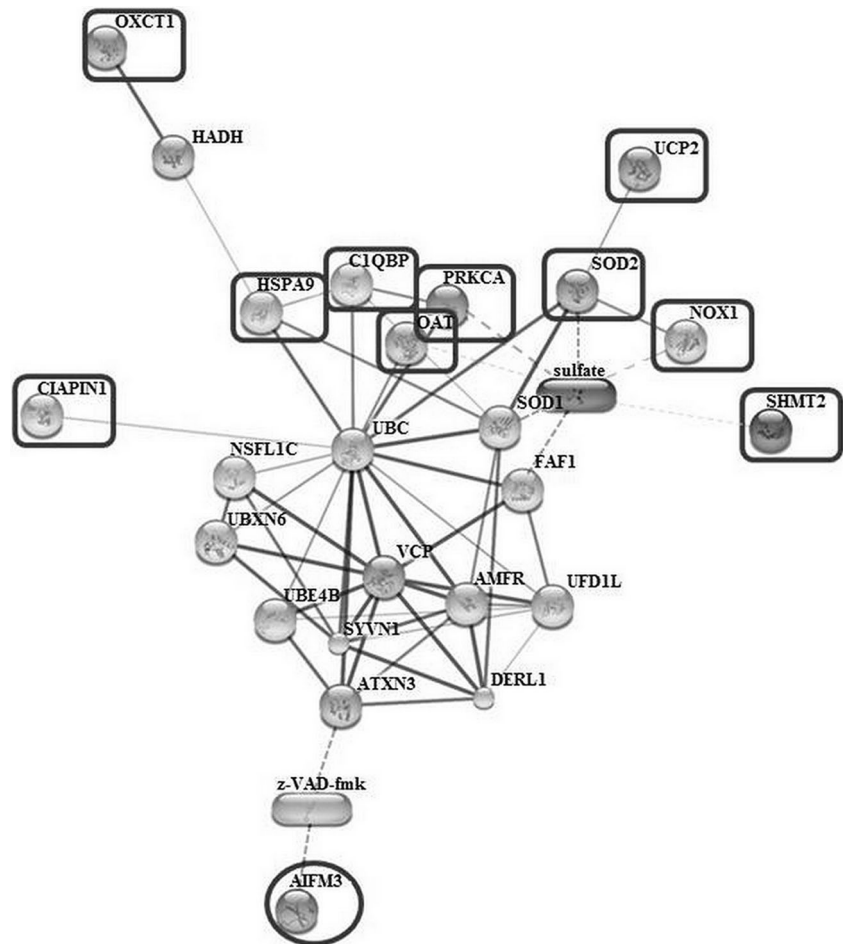 OXCT1
HADH
UCP2
C1QBP
SOD2
HSPA9
PRKCA
NOX1
OAT
sulfate
CIAPIN1
SOD1
SHMT2
UBC
NSFL1C
FAF1
UBXN6
VCP
AMFR
UFD1L
UBE4B
SYVN1
ATXN3
DERL1
z-VAD-fmk
AIFM3